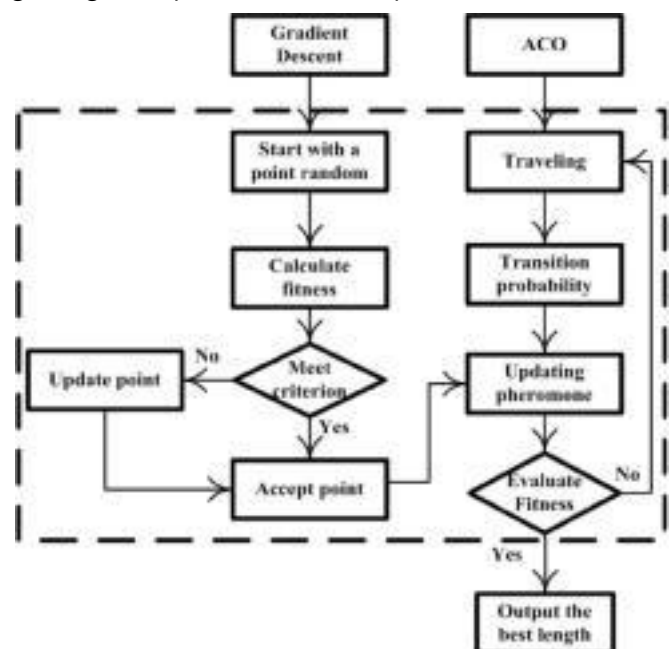 Gradient
Descent
ACO
Start with a
point random
Traveling
Calculate
fitness
Transition
probability
No
Update point
Meet
criterion
Updating
pheromone
Yes
Accept point
Evaluate
Fitness
No
Yes
Output the
best length